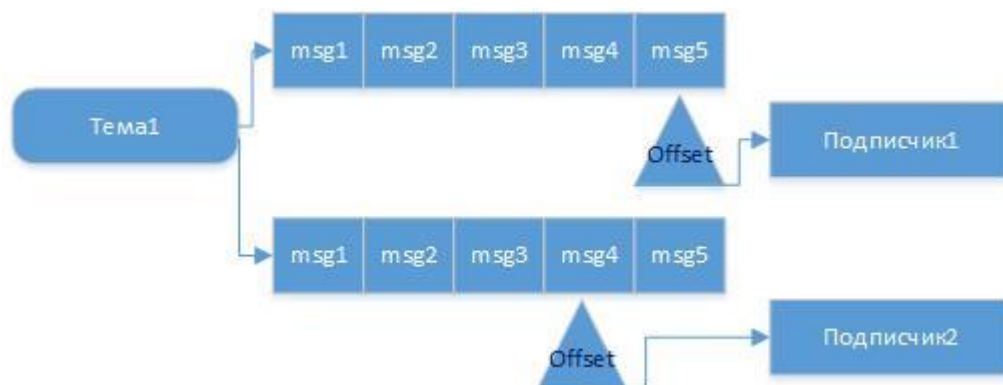 msg1 msg2 msg3 msg4 msg5
Тема1
Offset
Подписчик1
msg1 msg2 msg3 msg4 msg5
Offset
Подписчик2